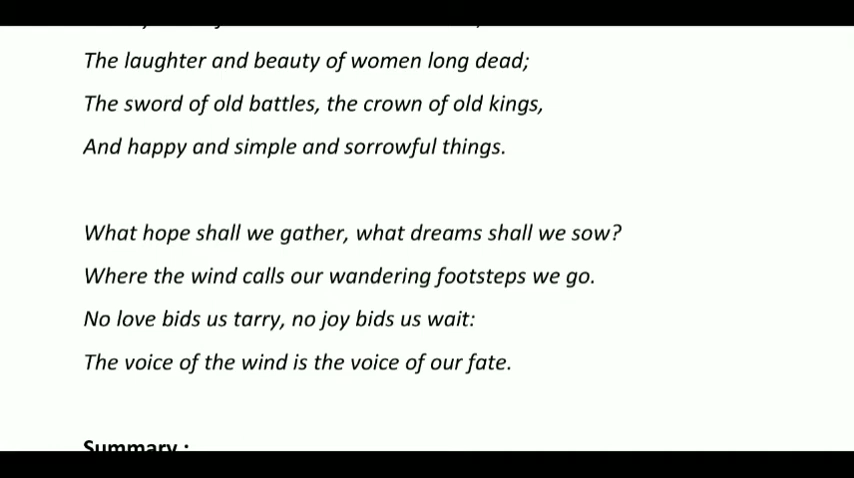 The laughter and beauty of women long dead;
The sword of old battles, the crown of old kings,
And happy and simple and sorrowful things.
What hope shall we gather, what dreams shall we sow?
Where the wind calls our wandering footsteps we go.
No love bids us tarry, no joy bids us wait:
The voice of the wind is the voice of our fate.
Summary :